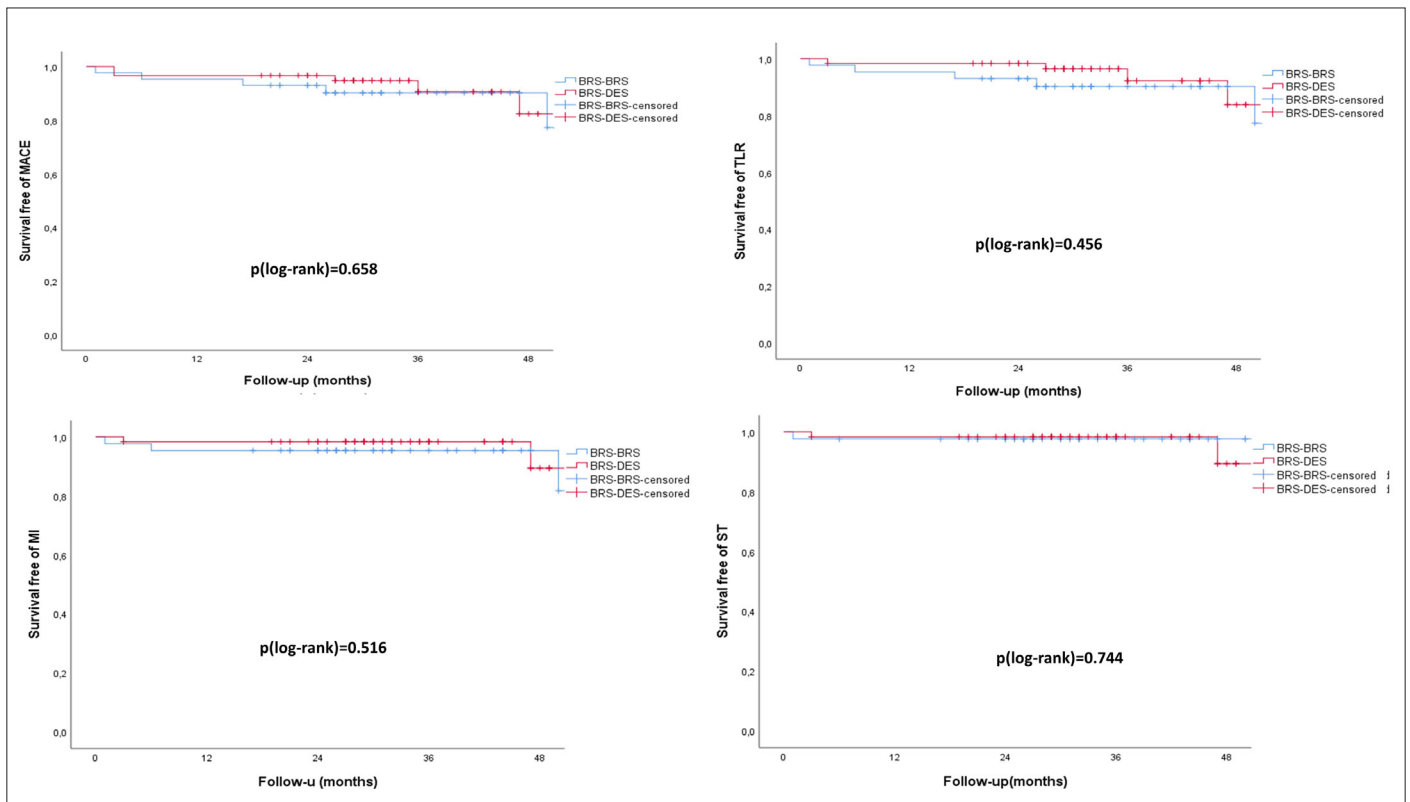 1,0
0,8
0,6
0,4
0,2
0,0
Survival free of MACE
BRS-BRS
BRS-DES
BRS-BRS-censored
BRS-DES-censored
p(log-rank)=0.658
0 12 24 36 48
Follow-up (months)
1,0
0,8
0,6
0,4
0,2
0,0
Survival free of TLR
BRS-BRS
BRS-DES
BRS-BRS-censored
BRS-DES-censored
p(log-rank)=0.456
0 12 24 36 48
Follow-up (months)
1,0
0,8
0,6
0,4
0,2
0,0
Survival free of MI
BRS-BRS
BRS-DES
BRS-BRS-censored
BRS-DES-censored
p(log-rank)=0.516
0 12 24 36 48
Follow-u (months)
1,0
0,8
0,6
0,4
0,2
0,0
Survival free of ST
BRS-BRS
BRS-DES
BRS-BRS-censored
BRS-DES-censored
p(log-rank)=0.744
0 12 24 36 48
Follow-up(months)